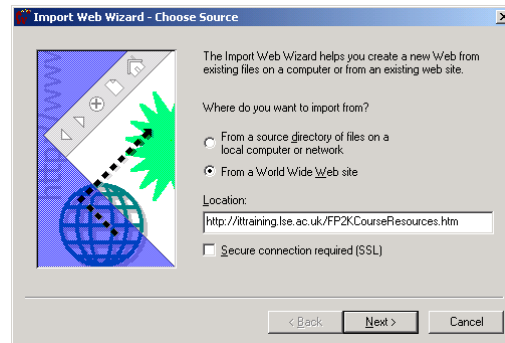 Import Web Wizard - Choose Source
The Import Web Wizard helps you create a new Web from
existing files on a computer or from an existing web site.
Where do you want to import from?
From a source directory of files on a
local computer or network
From a World Wide Web site
Location:
http://ittraining.lse.ac.uk/FP2KCourseResources.htm
Secure connection required (SSL)
< Back Next > Cancel